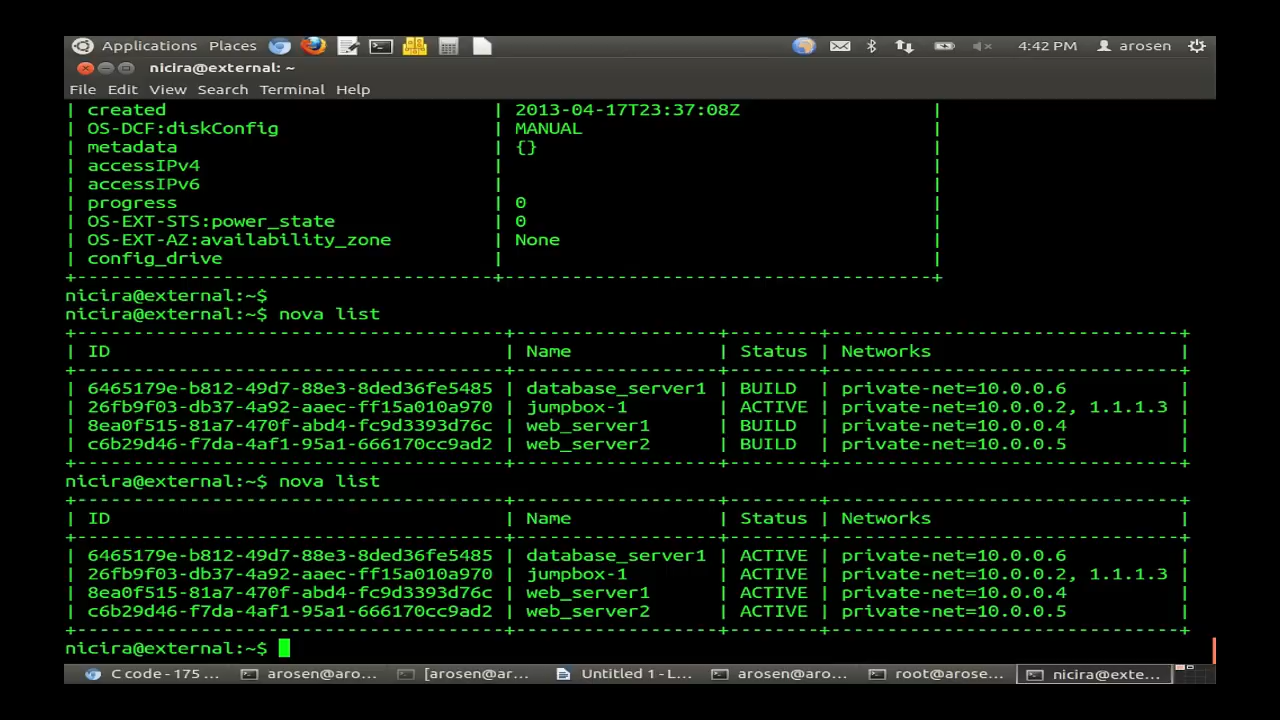 Applications Places 4:42 PM arosen
nicira@external: ~
File Edit View Search Terminal Help
| created | 2013-04-17T23:37:08Z |
| OS-DCF:diskConfig | MANUAL |
| metadata | {} |
| accessIPv4 | |
| accessIPv6 | |
| progress | 0 |
| OS-EXT-STS:power_state | 0 |
| OS-EXT-AZ:availability_zone | None |
| config_drive | |
+-------------------------------------+---------------------------------------+
nicira@external:~$
nicira@external:~$ nova list
+--------------------------------------+------------------+--------+-------------------------------+
| ID | Name | Status | Networks |
+--------------------------------------+------------------+--------+-------------------------------+
| 6465179e-b812-49d7-88e3-8ded36fe5485 | database_server1 | BUILD | private-net=10.0.0.6 |
| 26fb9f03-db37-4a92-aaec-ff15a010a970 | jumpbox-1 | ACTIVE | private-net=10.0.0.2, 1.1.1.3 |
| 8ea0f515-81a7-470f-abd4-fc9d3393d76c | web_server1 | BUILD | private-net=10.0.0.4 |
| c6b29d46-f7da-4af1-95a1-666170cc9ad2 | web_server2 | BUILD | private-net=10.0.0.5 |
+--------------------------------------+------------------+--------+-------------------------------+
nicira@external:~$ nova list
+--------------------------------------+------------------+--------+-------------------------------+
| ID | Name | Status | Networks |
+--------------------------------------+------------------+--------+-------------------------------+
| 6465179e-b812-49d7-88e3-8ded36fe5485 | database_server1 | ACTIVE | private-net=10.0.0.6 |
| 26fb9f03-db37-4a92-aaec-ff15a010a970 | jumpbox-1 | ACTIVE | private-net=10.0.0.2, 1.1.1.3 |
| 8ea0f515-81a7-470f-abd4-fc9d3393d76c | web_server1 | ACTIVE | private-net=10.0.0.4 |
| c6b29d46-f7da-4af1-95a1-666170cc9ad2 | web_server2 | ACTIVE | private-net=10.0.0.5 |
+--------------------------------------+------------------+--------+-------------------------------+
nicira@external:~$
C code - 175 ... arosen@aro... [arosen@ar... Untitled 1 - L... arosen@aro... root@arose... nicira@exte...